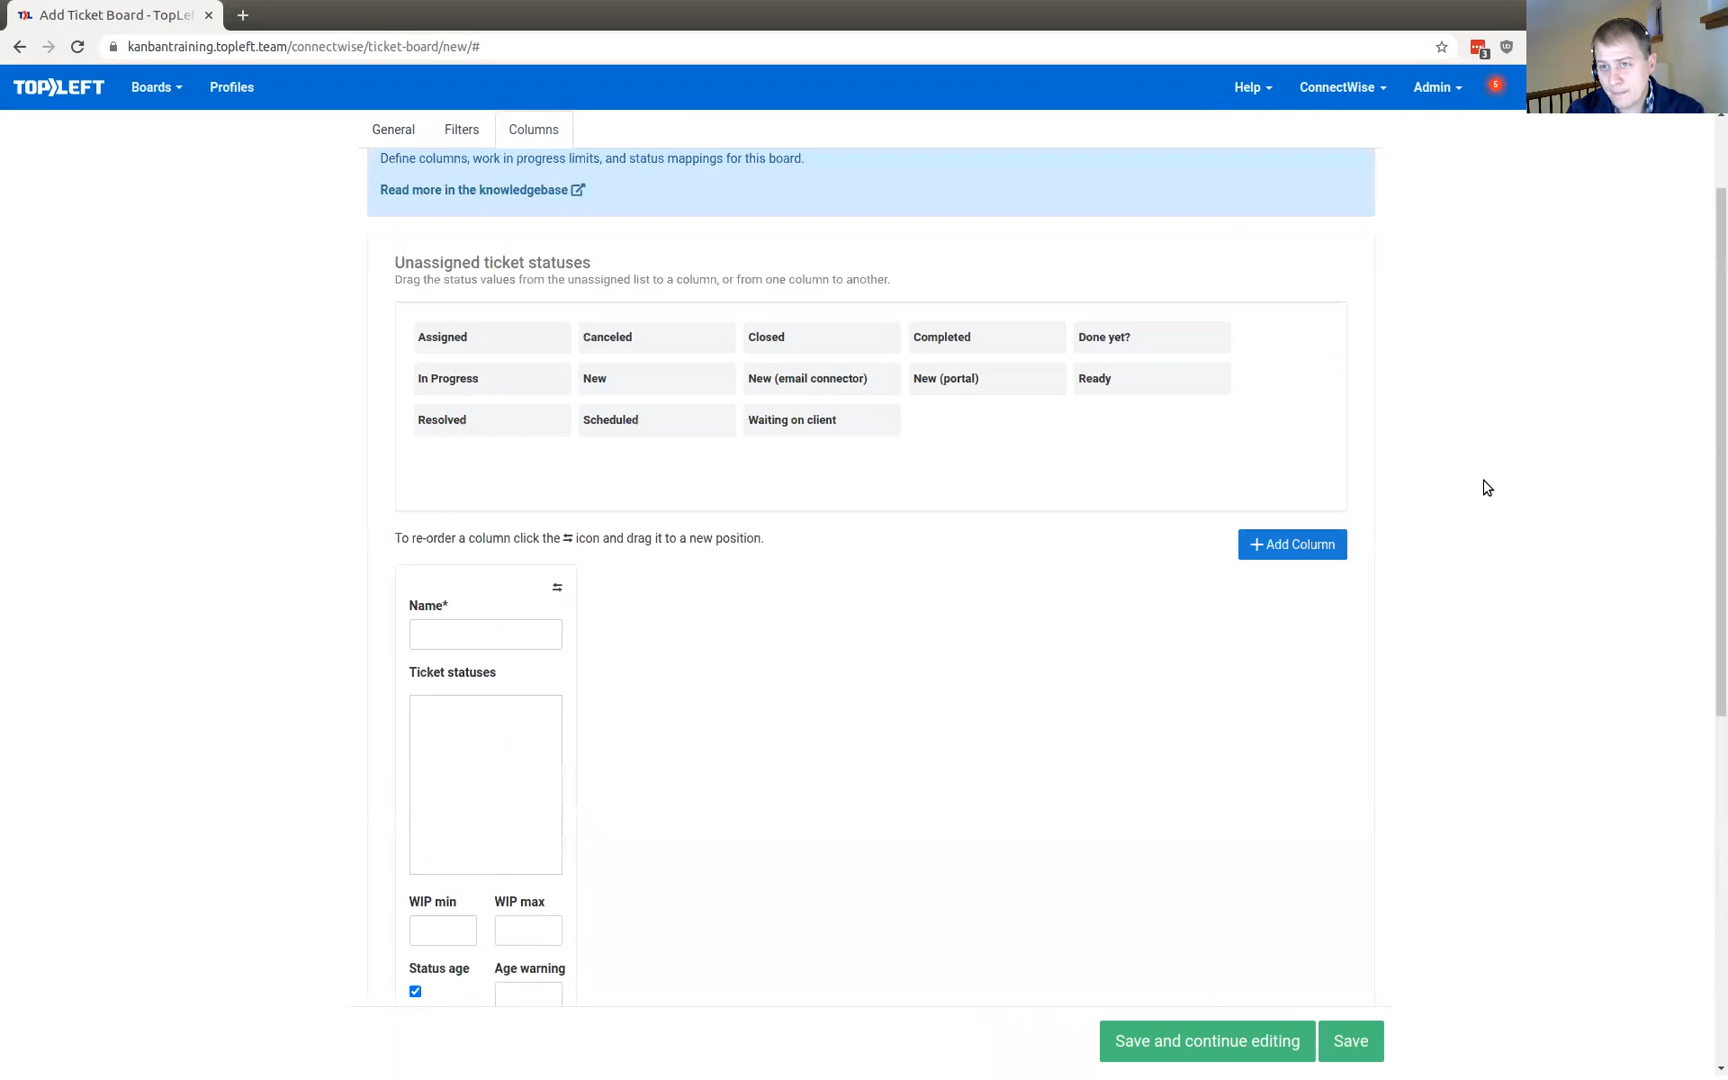 Add Ticket Board - TopLe
kanbantraining.topleft.team/connectwise/ticket-board/new/#
3
TOP LEFT
Boards
Profiles
Help
ConnectWise
Admin
5
General
Filters
Columns
Define columns, work in progress limits, and status mappings for this board.
Read more in the knowledgebase
Unassigned ticket statuses
Drag the status values from the unassigned list to a column, or from one column to another.
Assigned
Canceled
Closed
Completed
Done yet?
In Progress
New
New (email connector)
New (portal)
Ready
Resolved
Scheduled
Waiting on client
To re-order a column click the icon and drag it to a new position.
+ Add Column
Name*
Ticket statuses
WIP min
WIP max
Status age
Age warning
Save and continue editing
Save